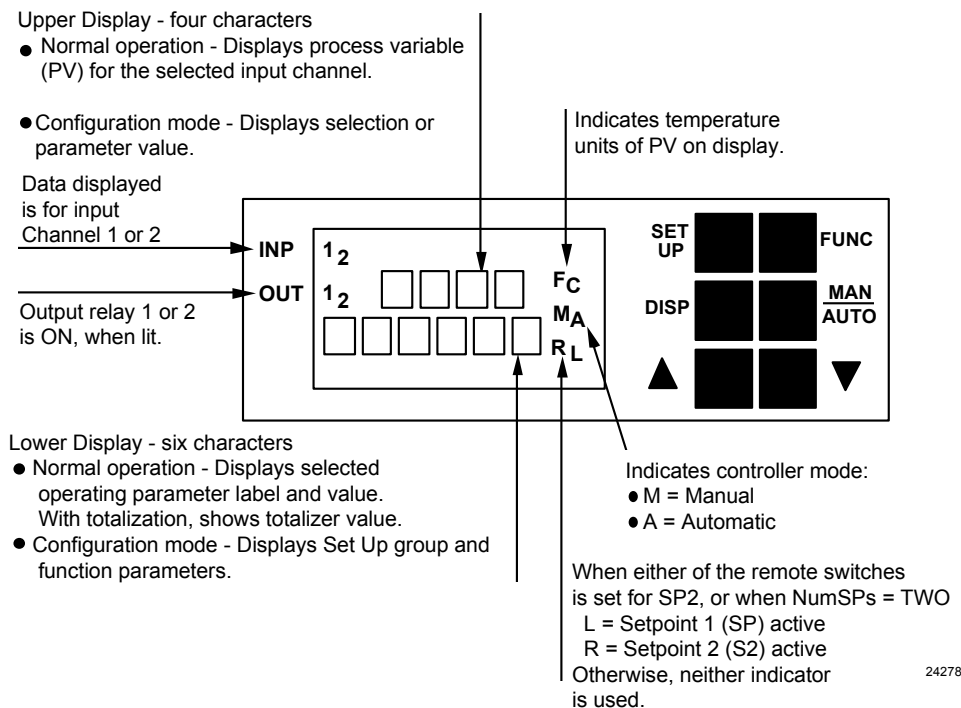 Upper Display - four characters
● Normal operation - Displays process variable
(PV) for the selected input channel.
● Configuration mode - Displays selection or
parameter value.
Indicates temperature
units of PV on display.
Data displayed
is for input
Channel 1 or 2
Output relay 1 or 2
is ON, when lit.
INP 1 2
OUT 1 2
F C
M A
R L
SET
UP
FUNC
DISP
MAN
AUTO
Lower Display - six characters
● Normal operation - Displays selected
operating parameter label and value.
With totalization, shows totalizer value.
● Configuration mode - Displays Set Up group and
function parameters.
Indicates controller mode:
● M = Manual
● A = Automatic
When either of the remote switches
is set for SP2, or when NumSPs = TWO
L = Setpoint 1 (SP) active
R = Setpoint 2 (S2) active
Otherwise, neither indicator
is used.
24278